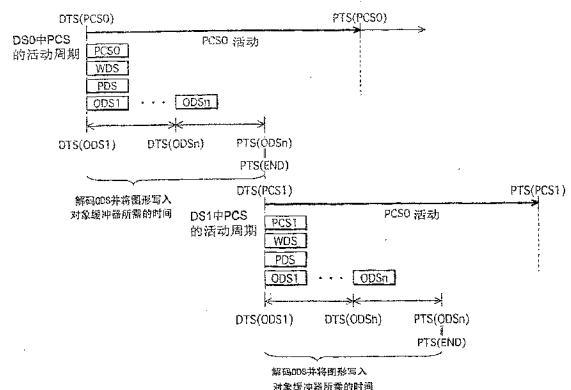 DTS(PCS0)
PTS(PCS0)
DS0中PCS
的活动周期
PCS0 活动
PCS0
WDS
PDS
ODS1 · · · ODSn
DTS(ODS1) DTS(ODSn) PTS(ODSn)
PTS(END)
解码ODS并将图形写入
对象缓冲器所需的时间
DTS(PCS1)
PTS(PCS1)
DS1中PCS
的活动周期
PCS0 活动
PCS1
WDS
PDS
ODS1 · · · ODSn
DTS(ODS1) DTS(ODSn) PTS(ODSn)
PTS(END)
解码ODS并将图形写入
对象缓冲器所需的时间